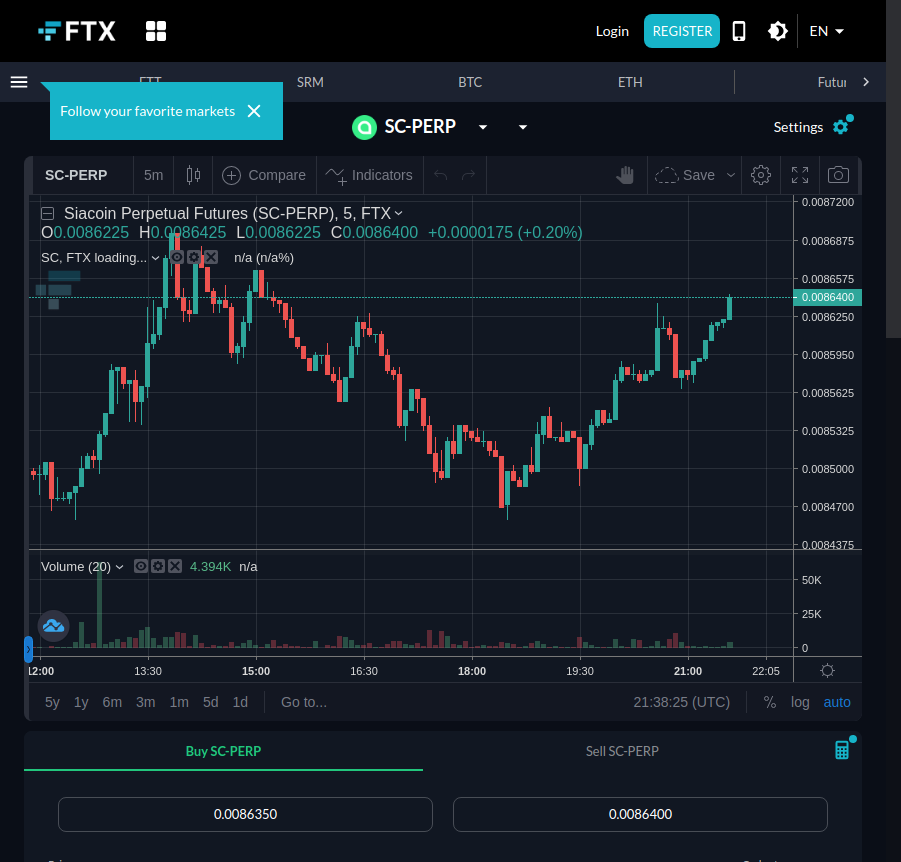 FTX
Login
REGISTER
EN
FTT
SRM
BTC
ETH
Futur
Follow your favorite markets
SC-PERP
Settings
SC-PERP
5m
Compare
Indicators
Save
Siacoin Perpetual Futures (SC-PERP), 5, FTX
O0.0086225 H0.0086425 L0.0086225 C0.0086400 +0.0000175 (+0.20%)
SC, FTX loading... n/a (n/a%)
0.0087200
0.0086875
0.0086575
0.0086400
0.0086250
0.0085950
0.0085625
0.0085325
0.0085000
0.0084700
0.0084375
Volume (20) 4.394K n/a
50K
25K
0
12:00 13:30 15:00 16:30 18:00 19:30 21:00 22:05
5y 1y 6m 3m 1m 5d 1d Go to... 21:38:25 (UTC) % log auto
Buy SC-PERP
Sell SC-PERP
0.0086350
0.0086400